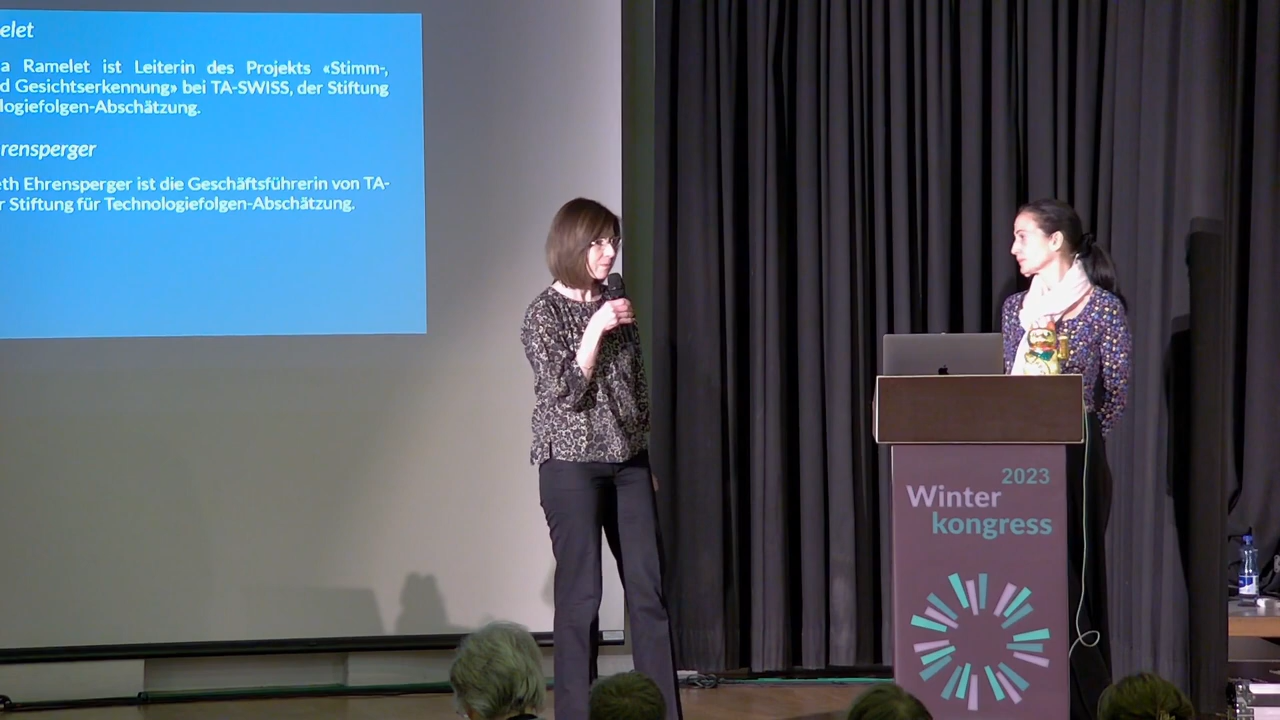 elet
a Ramelet ist Leiterin des Projekts «Stimm-,
d Gesichtserkennung» bei TA-SWISS, der Stiftung
logiefolgen-Abschätzung.
rensperger
eth Ehrensperger ist die Geschäftsführerin von TA-
r Stiftung für Technologiefolgen-Abschätzung.
2023
Winter
kongress